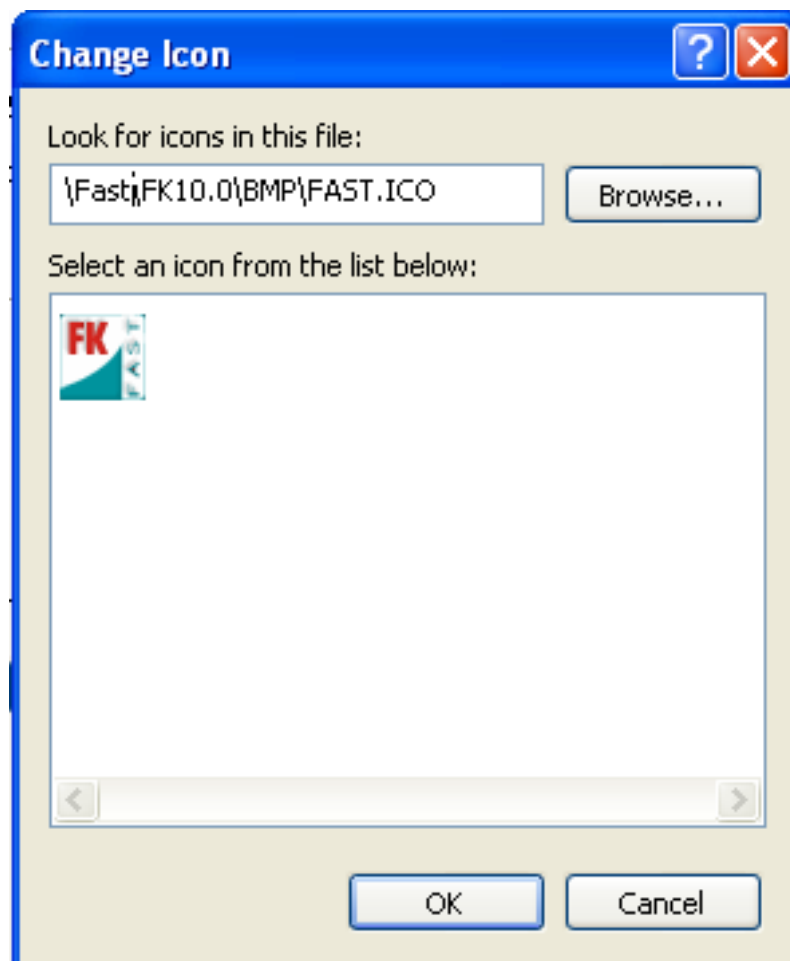 Change Icon
Look for icons in this file:
\Fast\FK10.0\BMP\FAST.ICO
Browse...
Select an icon from the list below:
FK
FAST
OK
Cancel